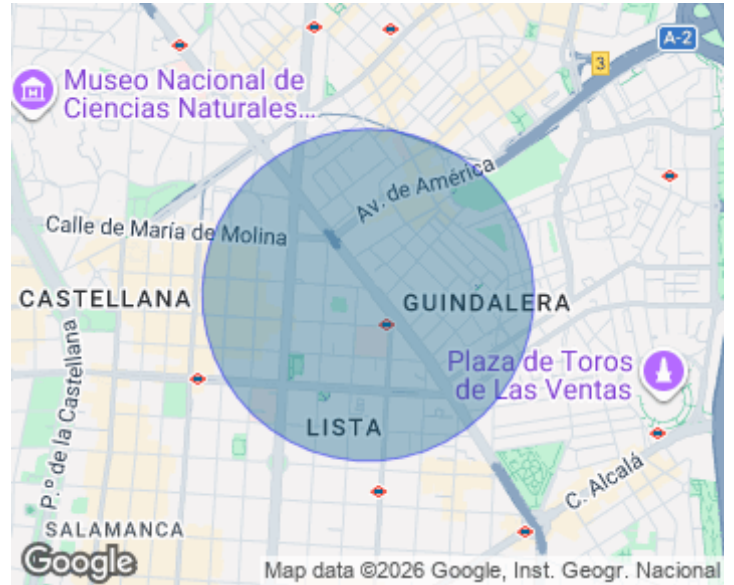 A-2
3
Museo Nacional de
Ciencias Naturales...
Av. de América
Calle de María de Molina
CASTELLANA
GUINDALERA
Plaza de Toros
de Las Ventas
P.º de la Castellana
LISTA
C. Alcalá
SALAMANCA
Google
Map data ©2026 Google, Inst. Geogr. Nacional